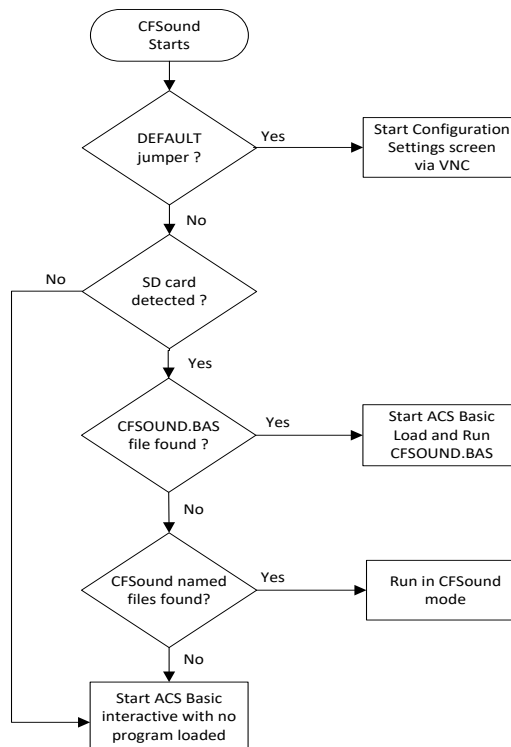 CFSound
Starts
DEFAULT
jumper ?
Yes
Start Configuration
Settings screen
via VNC
No
No
SD card
detected ?
Yes
CFSOUND.BAS
file found ?
Yes
Start ACS Basic
Load and Run
CFSOUND.BAS
No
CFSound named
files found?
Yes
Run in CFSound
mode
No
Start ACS Basic
interactive with no
program loaded